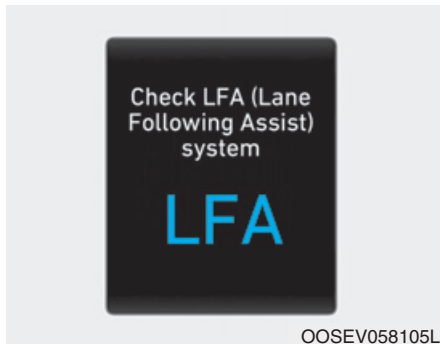 Check LFA (Lane
Following Assist)
system
LFA
OOSEV058105L